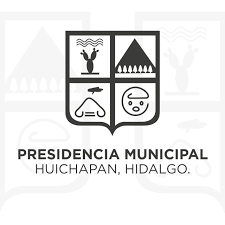 PRESIDENCIA MUNICIPAL
HUICHAPAN, HIDALGO.